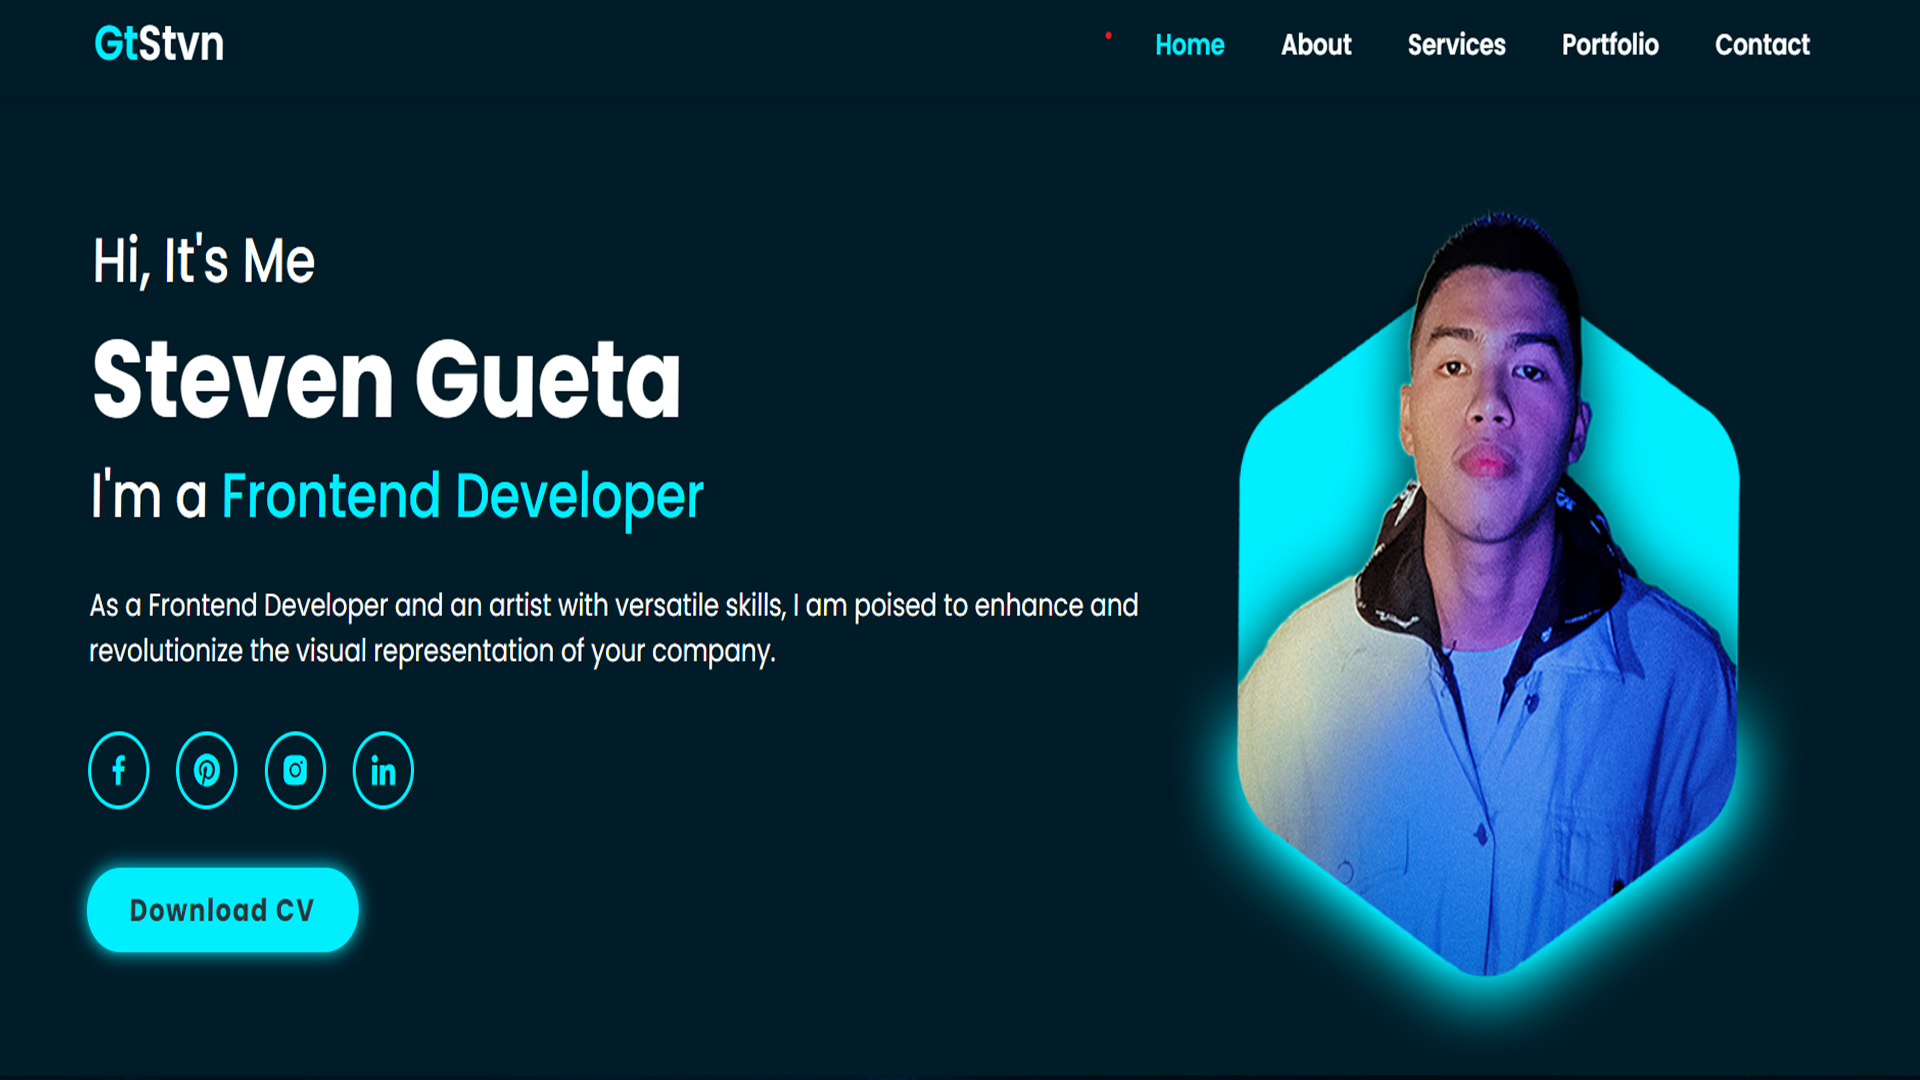 GtStvn
Home About Services Portfolio Contact
Hi, It's Me
Steven Gueta
I'm a Frontend Developer
As a Frontend Developer and an artist with versatile skills, I am poised to enhance and
revolutionize the visual representation of your company.
Download CV